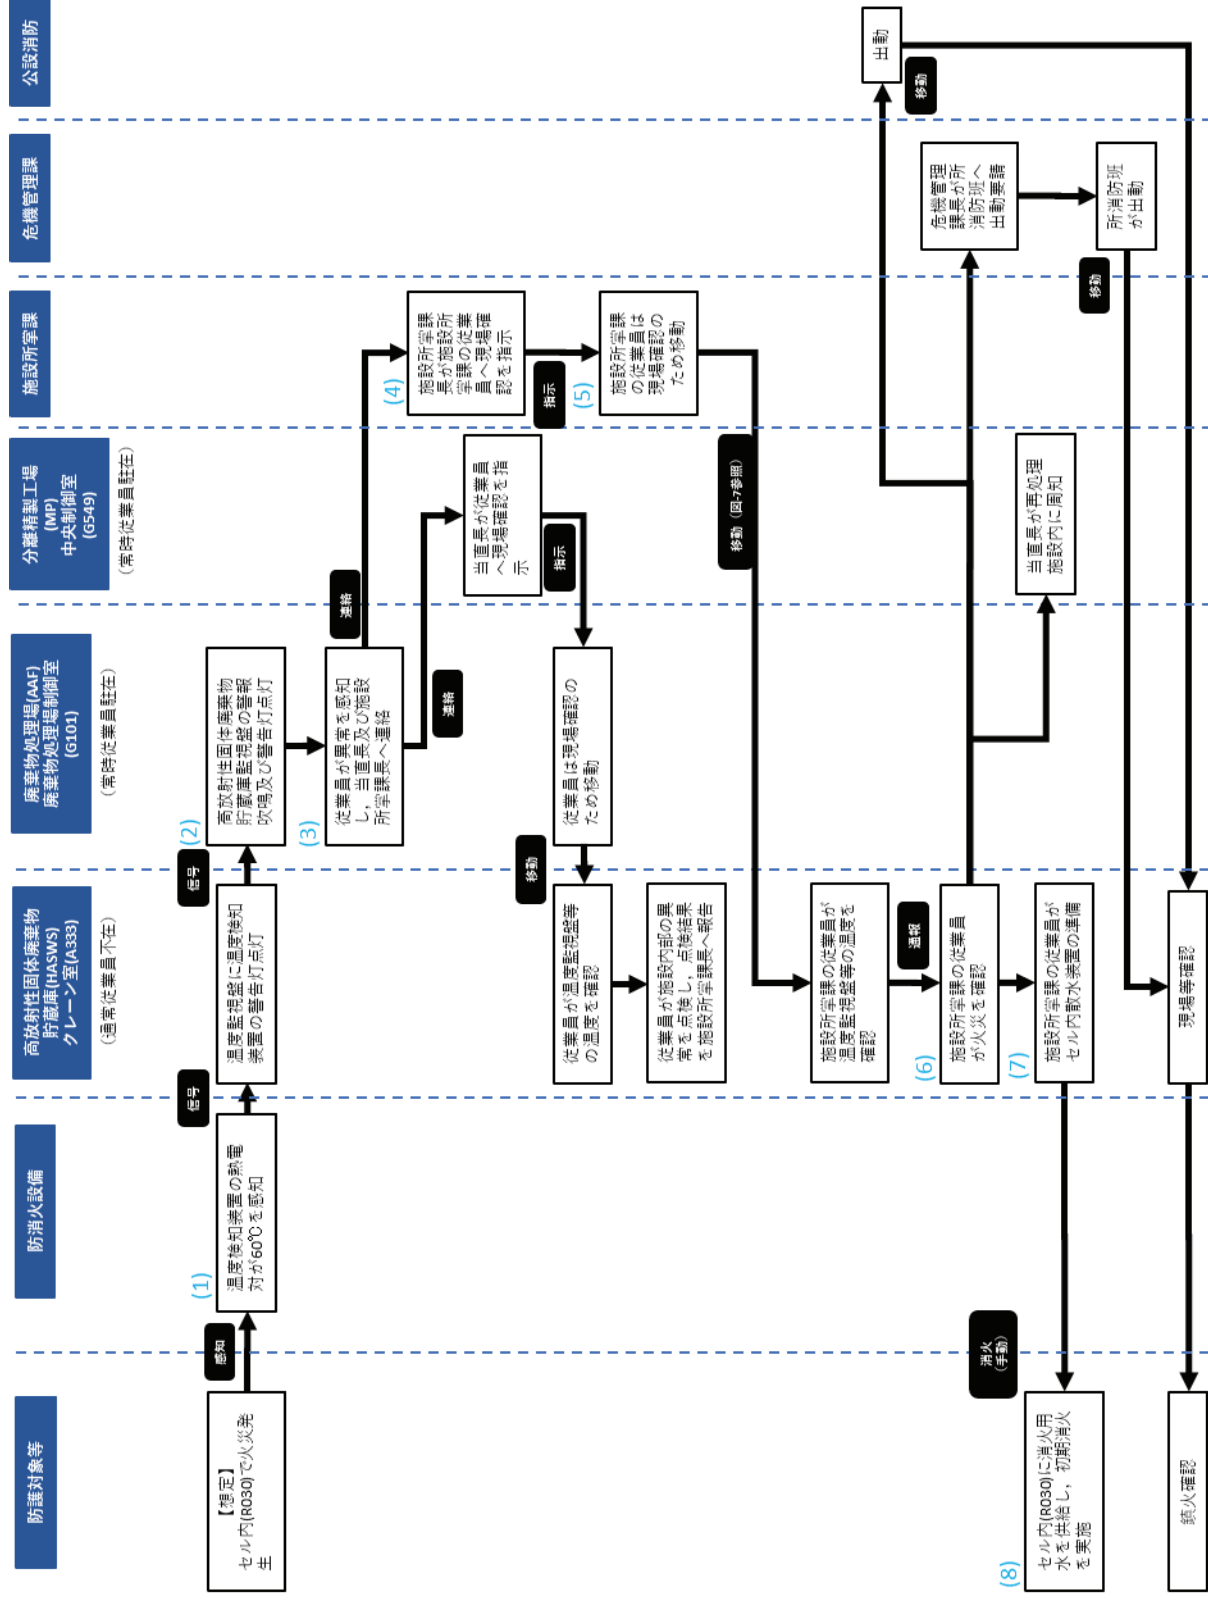 防護対象等
防消火設備
高放射性固体廃棄物
貯蔵庫(HASWS)
クレーン室(A333)
（通常従業員不在）
廃棄物処理場(AAF)
廃棄物処理場制御室
(G101)
（常時従業員駐在）
分離精製工場
(MP)
中央制御室
(G549)
（常時従業員駐在）
施設所掌課
危機管理課
公設消防
【想定】
セル内(R030)で火災発
生
感知
(1)
温度検知装置の熱電
対が60℃を感知
信号
温度監視盤に温度検知
装置の警告灯点灯
信号
(2)
高放射性固体廃棄物
貯蔵庫監視盤の警報
吹鳴及び警告灯点灯
(3)
従業員が異常を感知
し，当直長及び施設
所掌課長へ連絡
連絡
連絡
(4)
施設所掌課
長が施設所
掌課の従業
員へ現場確
認を指示
当直長が従業員
へ現場確認を指
示
指示
指示
(5)
施設所掌課
の従業員は
現場確認の
ため移動
従業員は現場確認の
ため移動
移動
従業員が温度監視盤等
の温度を確認
従業員が施設内部の異
常を点検し，点検結果
を施設所掌課長へ報告
移動（図-7参照）
施設所掌課の従業員が
温度監視盤等の温度を
確認
通報
(6)
施設所掌課の従業員
が火災を確認
出動
移動
危機管理
課長が所
消防班へ
出動要請
当直長が再処理
施設内に周知
所消防班
が出動
移動
(7)
施設所掌課の従業員が
セル内散水装置の準備
消火
（手動）
(8)
セル内(R030)に消火用
水を供給し，初期消火
を実施
現場等確認
鎮火確認